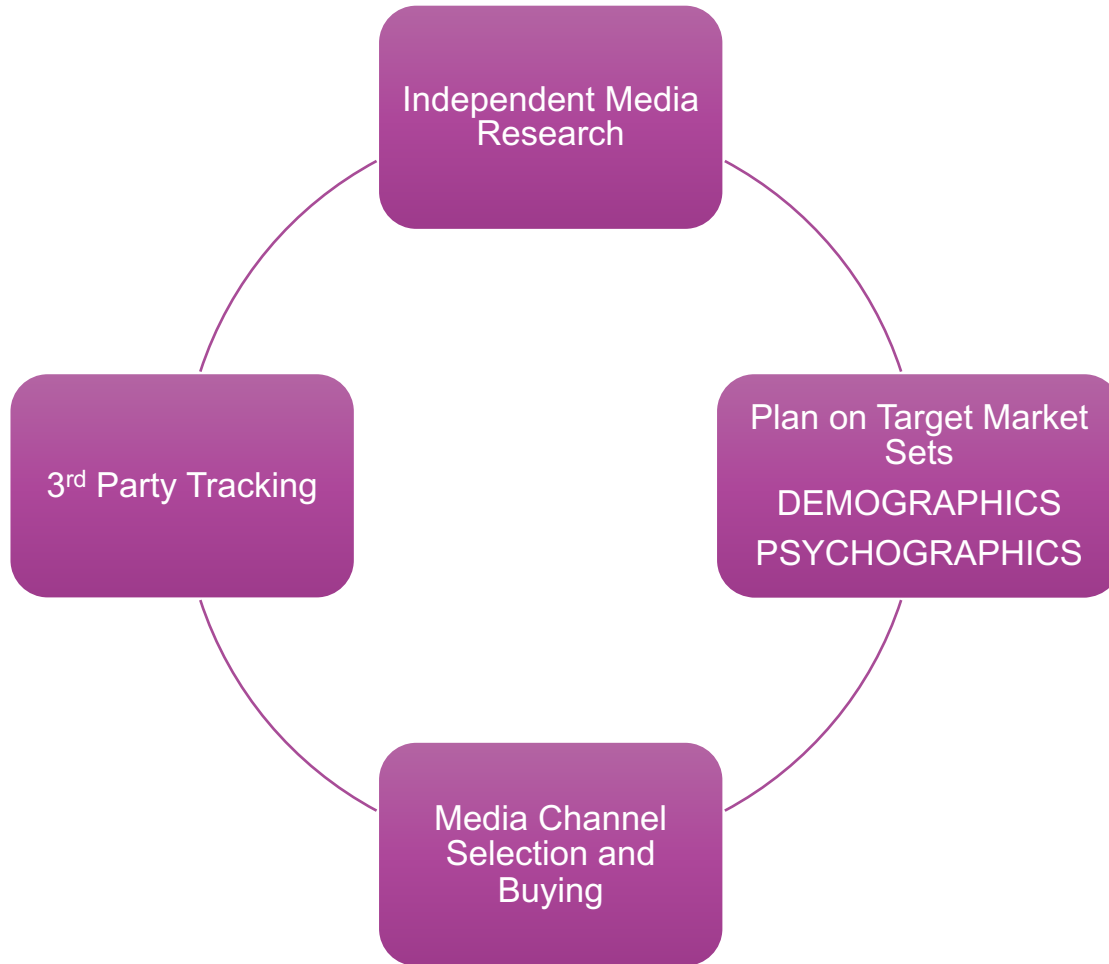 Independent Media
Research
Plan on Target Market
Sets
DEMOGRAPHICS
PSYCHOGRAPHICS
Media Channel
Selection and
Buying
3rd Party Tracking